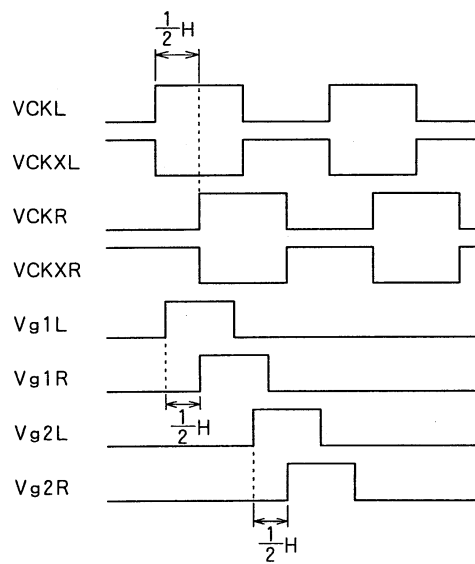 1/2 H
VCKL
VCKXL
VCKR
VCKXR
Vg1L
Vg1R
1/2 H
Vg2L
Vg2R
1/2 H